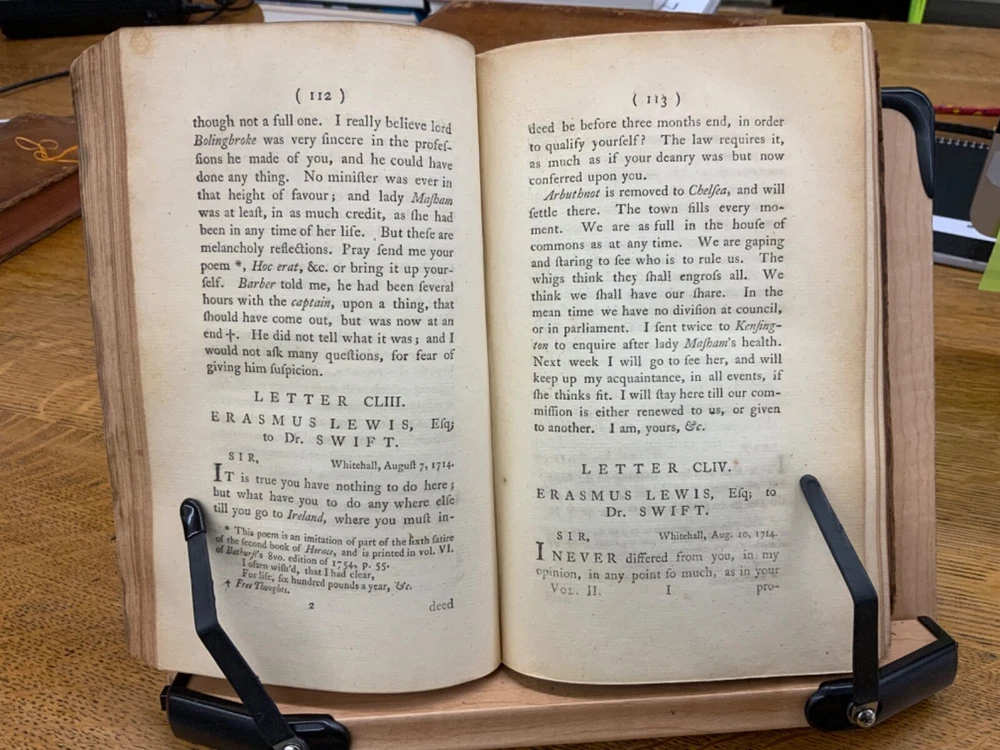 ( 112 )
though not a full one. I really believe lord
Bolingbroke was very ſincere in the profeſ-
ſions he made of you, and he could have
done any thing. No miniſter was ever in
that height of favour; and lady Maſham
was at leaſt, in as much credit, as ſhe had
been in any time of her life. But theſe are
melancholy reflections. Pray ſend me your
poem *, Hoc erat, &c. or bring it up your-
ſelf. Barber told me, he had been ſeveral
hours with the captain, upon a thing, that
ſhould have come out, but was now at an
end †. He did not tell what it was; and I
would not aſk many queſtions, for fear of
giving him ſuſpicion.
LETTER CLIII.
ERASMUS LEWIS, Eſq;
to Dr. SWIFT.
SIR,
Whitehall, Auguſt 7, 1714.
IT is true you have nothing to do here;
but what have you to do any where elſe
till you go to Ireland, where you muſt in-
* This poem is an imitation of part of the ſixth ſatire
of the ſecond book of Horace, and is printed in vol. VI.
of Bathurſt's 8vo. edition of 1754, p. 55.
I often wiſh'd, that I had clear,
For life, ſix hundred pounds a year, &c.
† Free Thoughts.
2 deed
( 113 )
deed be before three months end, in order
to qualify yourſelf? The law requires it,
as much as if your deanry was but now
conferred upon you.
Arbuthnot is removed to Chelſea, and will
ſettle there. The town fills every mo-
ment. We are as full in the houſe of
commons as at any time. We are gaping
and ſtaring to ſee who is to rule us. The
whigs think they ſhall engroſs all. We
think we ſhall have our ſhare. In the
mean time we have no diviſion at council,
or in parliament. I ſent twice to Kenſing-
ton to enquire after lady Maſham's health.
Next week I will go to ſee her, and will
keep up my acquaintance, in all events, if
ſhe thinks fit. I will ſtay here till our com-
miſſion is either renewed to us, or given
to another. I am, yours, &c.
LETTER CLIV.
ERASMUS LEWIS, Eſq; to
Dr. SWIFT.
SIR,
Whitehall, Aug. 10, 1714.
I NEVER differed from you, in my
opinion, in any point ſo much, as in your
VOL. II. I pro-